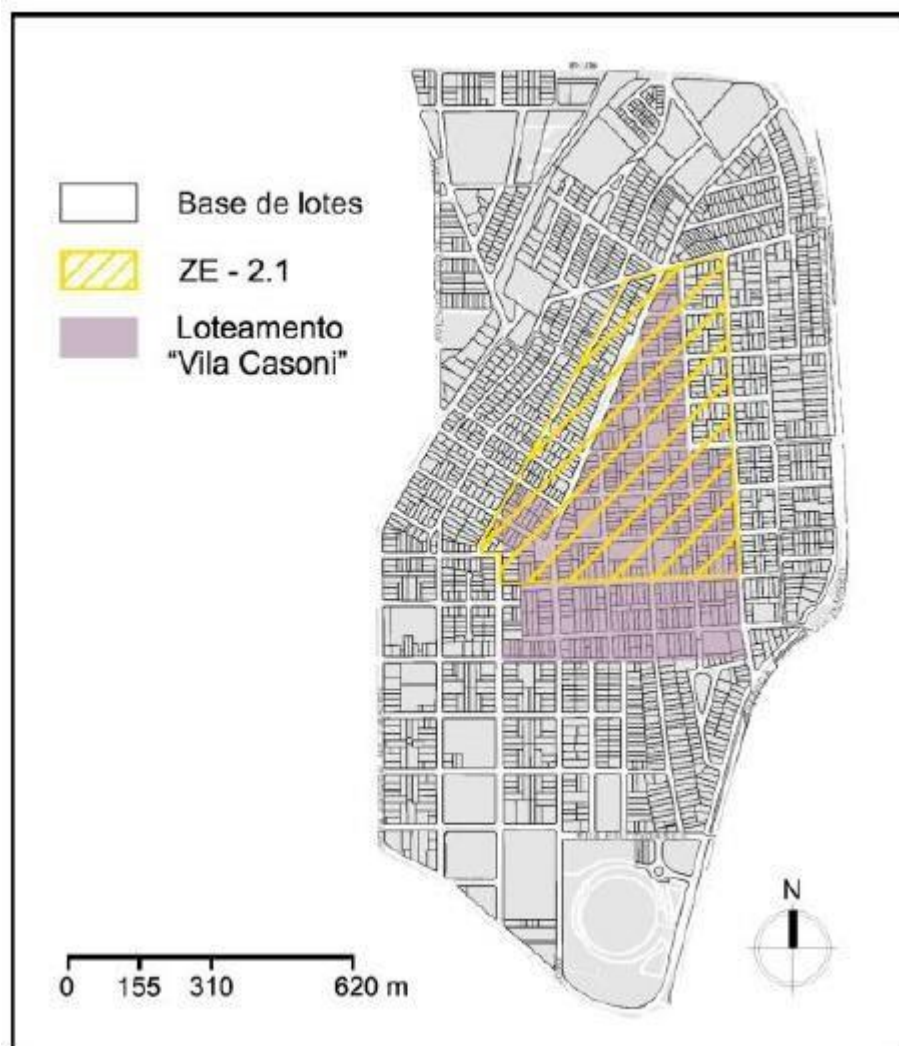 Base de lotes
ZE - 2.1
Loteamento
“Vila Casoni”
N
0 155 310 620 m